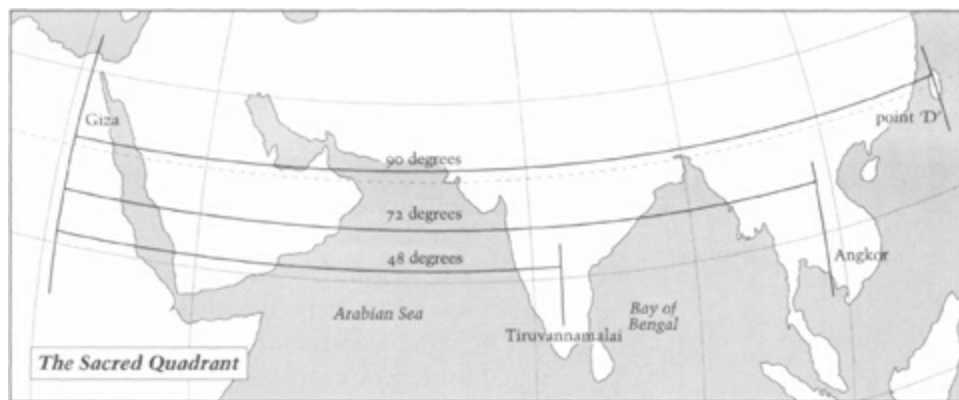 Giza
point 'D'
90 degrees
72 degrees
48 degrees
Angkor
Arabian Sea
Bay of
Bengal
Tiruvannamalai
The Sacred Quadrant